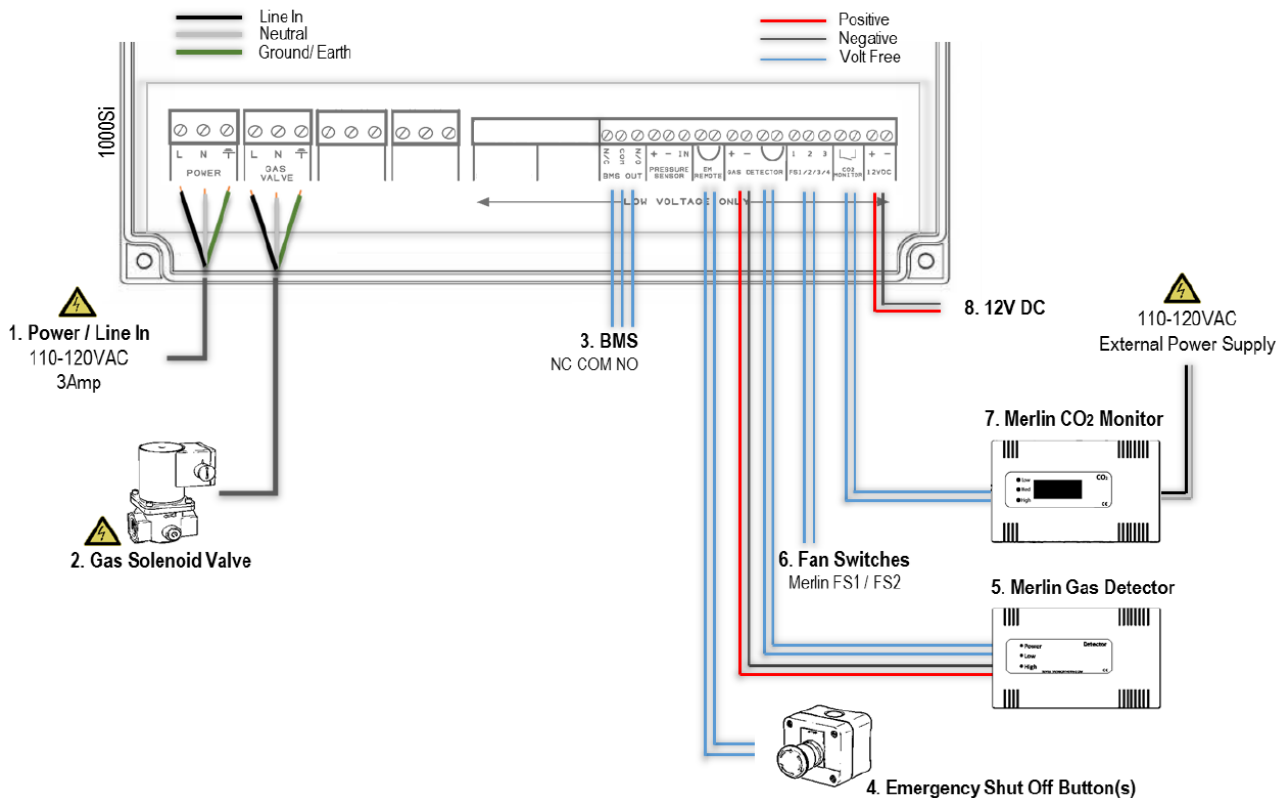 Line In
Neutral
Ground/ Earth
Positive
Negative
Volt Free
1000Si
L N
POWER
L N
GAS
VALVE
N/C COM N/O
BMS OUT
+ - IN
PRESSURE
SENSOR
EM
REMOTE
+ -
GAS DETECTOR
1 2 3
FS1/2/3/4
CO2
MONITOR
+ -
12VDC
LOW VOLTAGE ONLY
1. Power / Line In
110-120VAC
3Amp
2. Gas Solenoid Valve
3. BMS
NC COM NO
8. 12V DC
110-120VAC
External Power Supply
7. Merlin CO2 Monitor
Low
Med
High
CO2
CE
6. Fan Switches
Merlin FS1 / FS2
5. Merlin Gas Detector
Power
Low
High
Detector
CE
4. Emergency Shut Off Button(s)